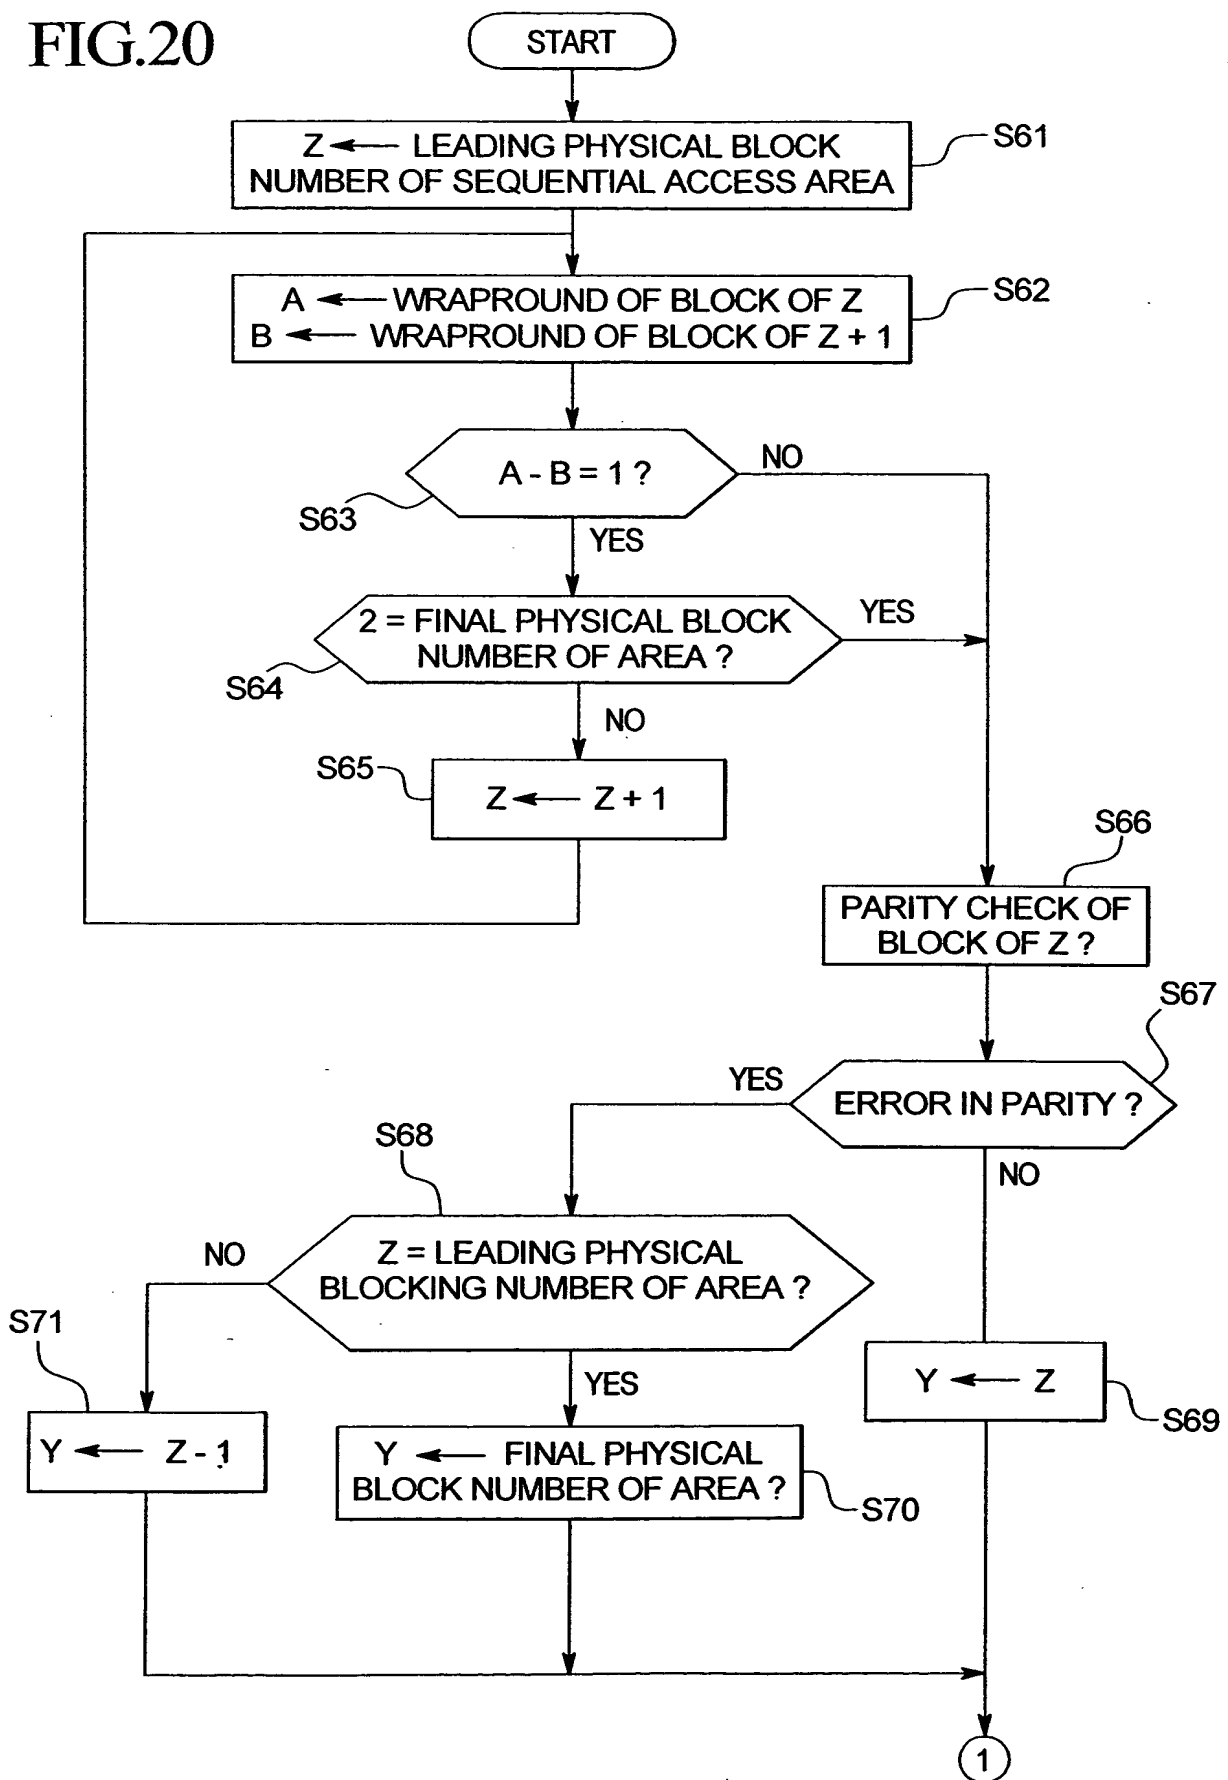 FIG.20
START
Z ← LEADING PHYSICAL BLOCK
NUMBER OF SEQUENTIAL ACCESS AREA
S61
A ← WRAPROUND OF BLOCK OF Z
B ← WRAPROUND OF BLOCK OF Z + 1
S62
A - B = 1 ?
NO
S63
YES
2 = FINAL PHYSICAL BLOCK
NUMBER OF AREA ?
YES
S64
NO
S65
Z ← Z + 1
S66
PARITY CHECK OF
BLOCK OF Z ?
S67
YES
ERROR IN PARITY ?
S68
NO
NO
Z = LEADING PHYSICAL
BLOCKING NUMBER OF AREA ?
S71
YES
Y ← Z
S69
Y ← Z - 1
Y ← FINAL PHYSICAL
BLOCK NUMBER OF AREA ?
S70
1